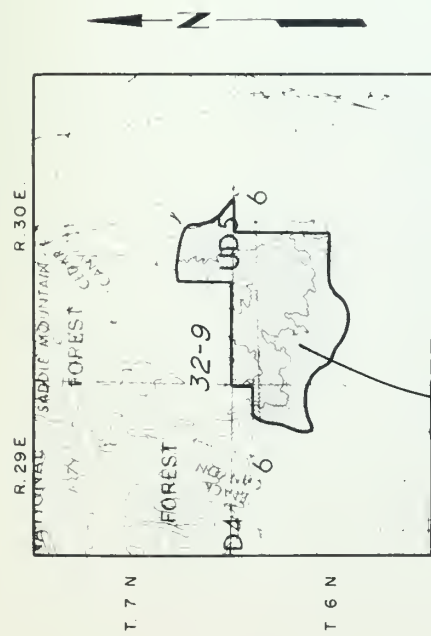 N
R. 29 E.
R. 30 E.
NATIONAL SADDLE MOUNTAIN
FOREST
T. 7 N
32-9
FOREST
UD5
6
D4
6
T. 6 N